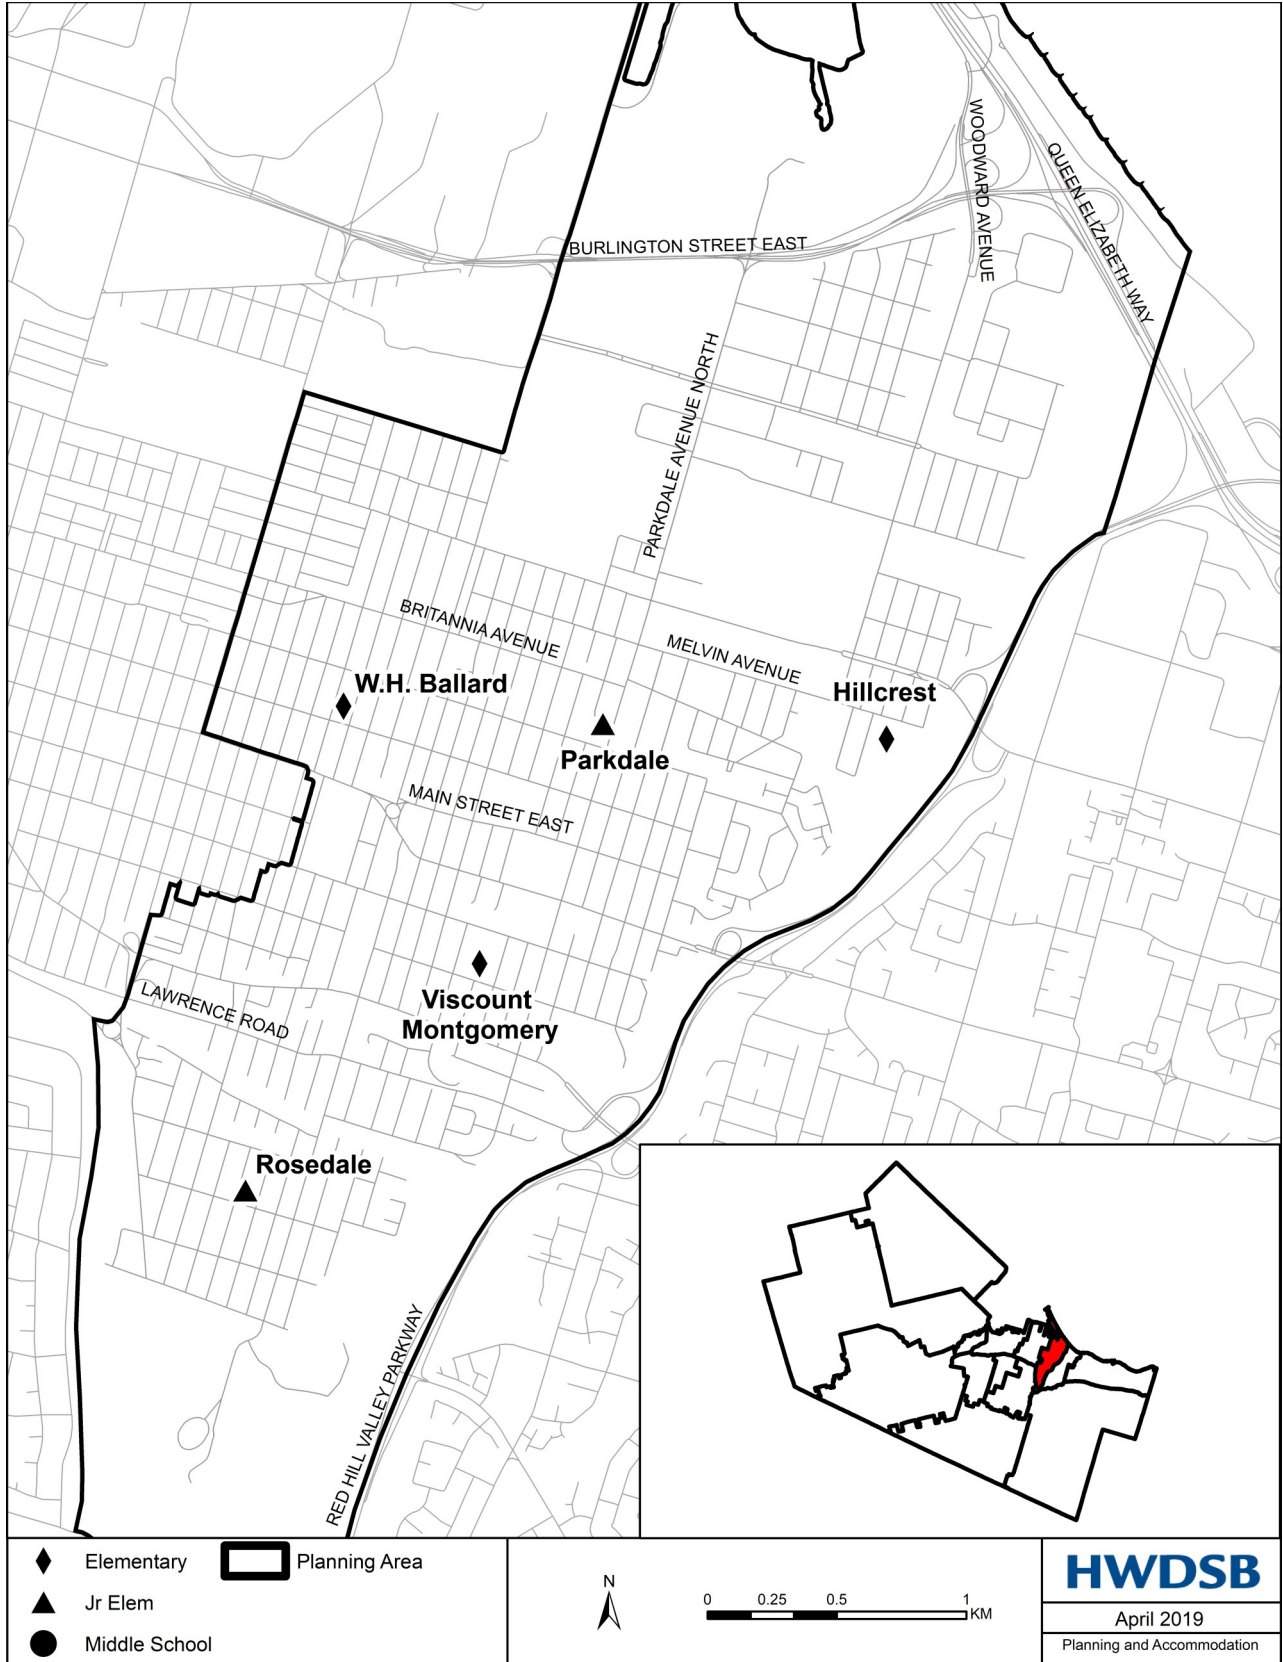 WOODWARD AVENUE
QUEEN ELIZABETH WAY
BURLINGTON STREET EAST
PARKDALE AVENUE NORTH
BRITANNIA AVENUE
MELVIN AVENUE
W.H. Ballard
Hillcrest
Parkdale
MAIN STREET EAST
Viscount
Montgomery
LAWRENCE ROAD
Rosedale
RED HILL VALLEY PARKWAY
Elementary
Planning Area
Jr Elem
Middle School
N
0 0.25 0.5 1
KM
HWDSB
April 2019
Planning and Accommodation